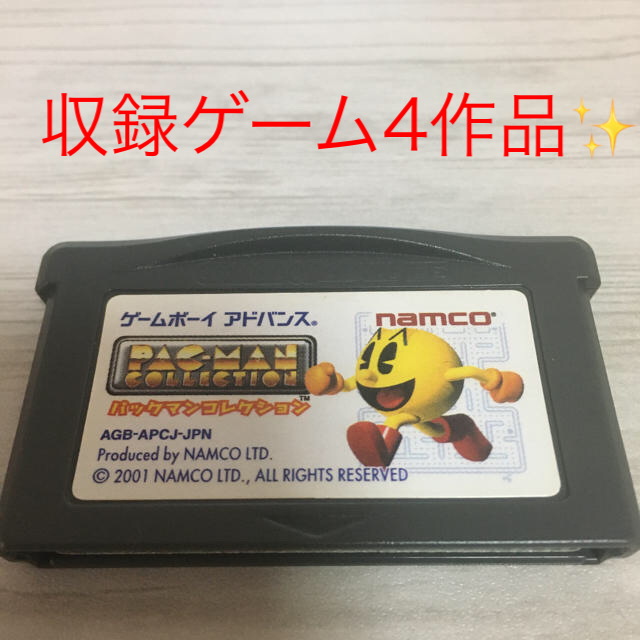 収録ゲーム4作品✨
ゲームボーイ アドバンス®
namco®
PAC-MAN
COLLECTION™
パックマンコレクション
AGB-APCJ-JPN
Produced by NAMCO LTD.
© 2001 NAMCO LTD., ALL RIGHTS RESERVED